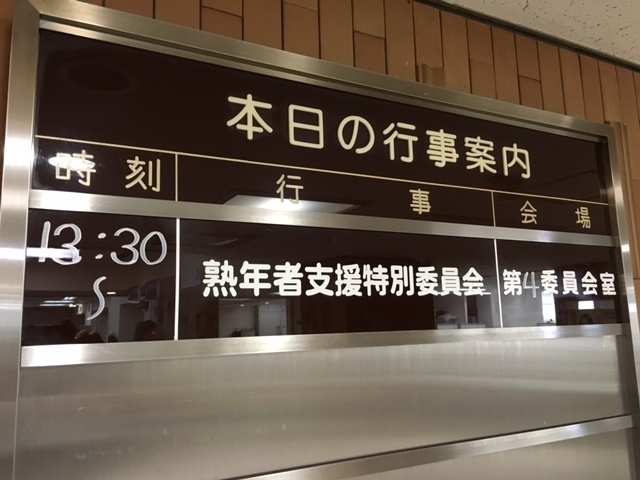 本日の行事案内
時刻 行事 会場
13:30 熟年者支援特別委員会 第4委員会室
〜